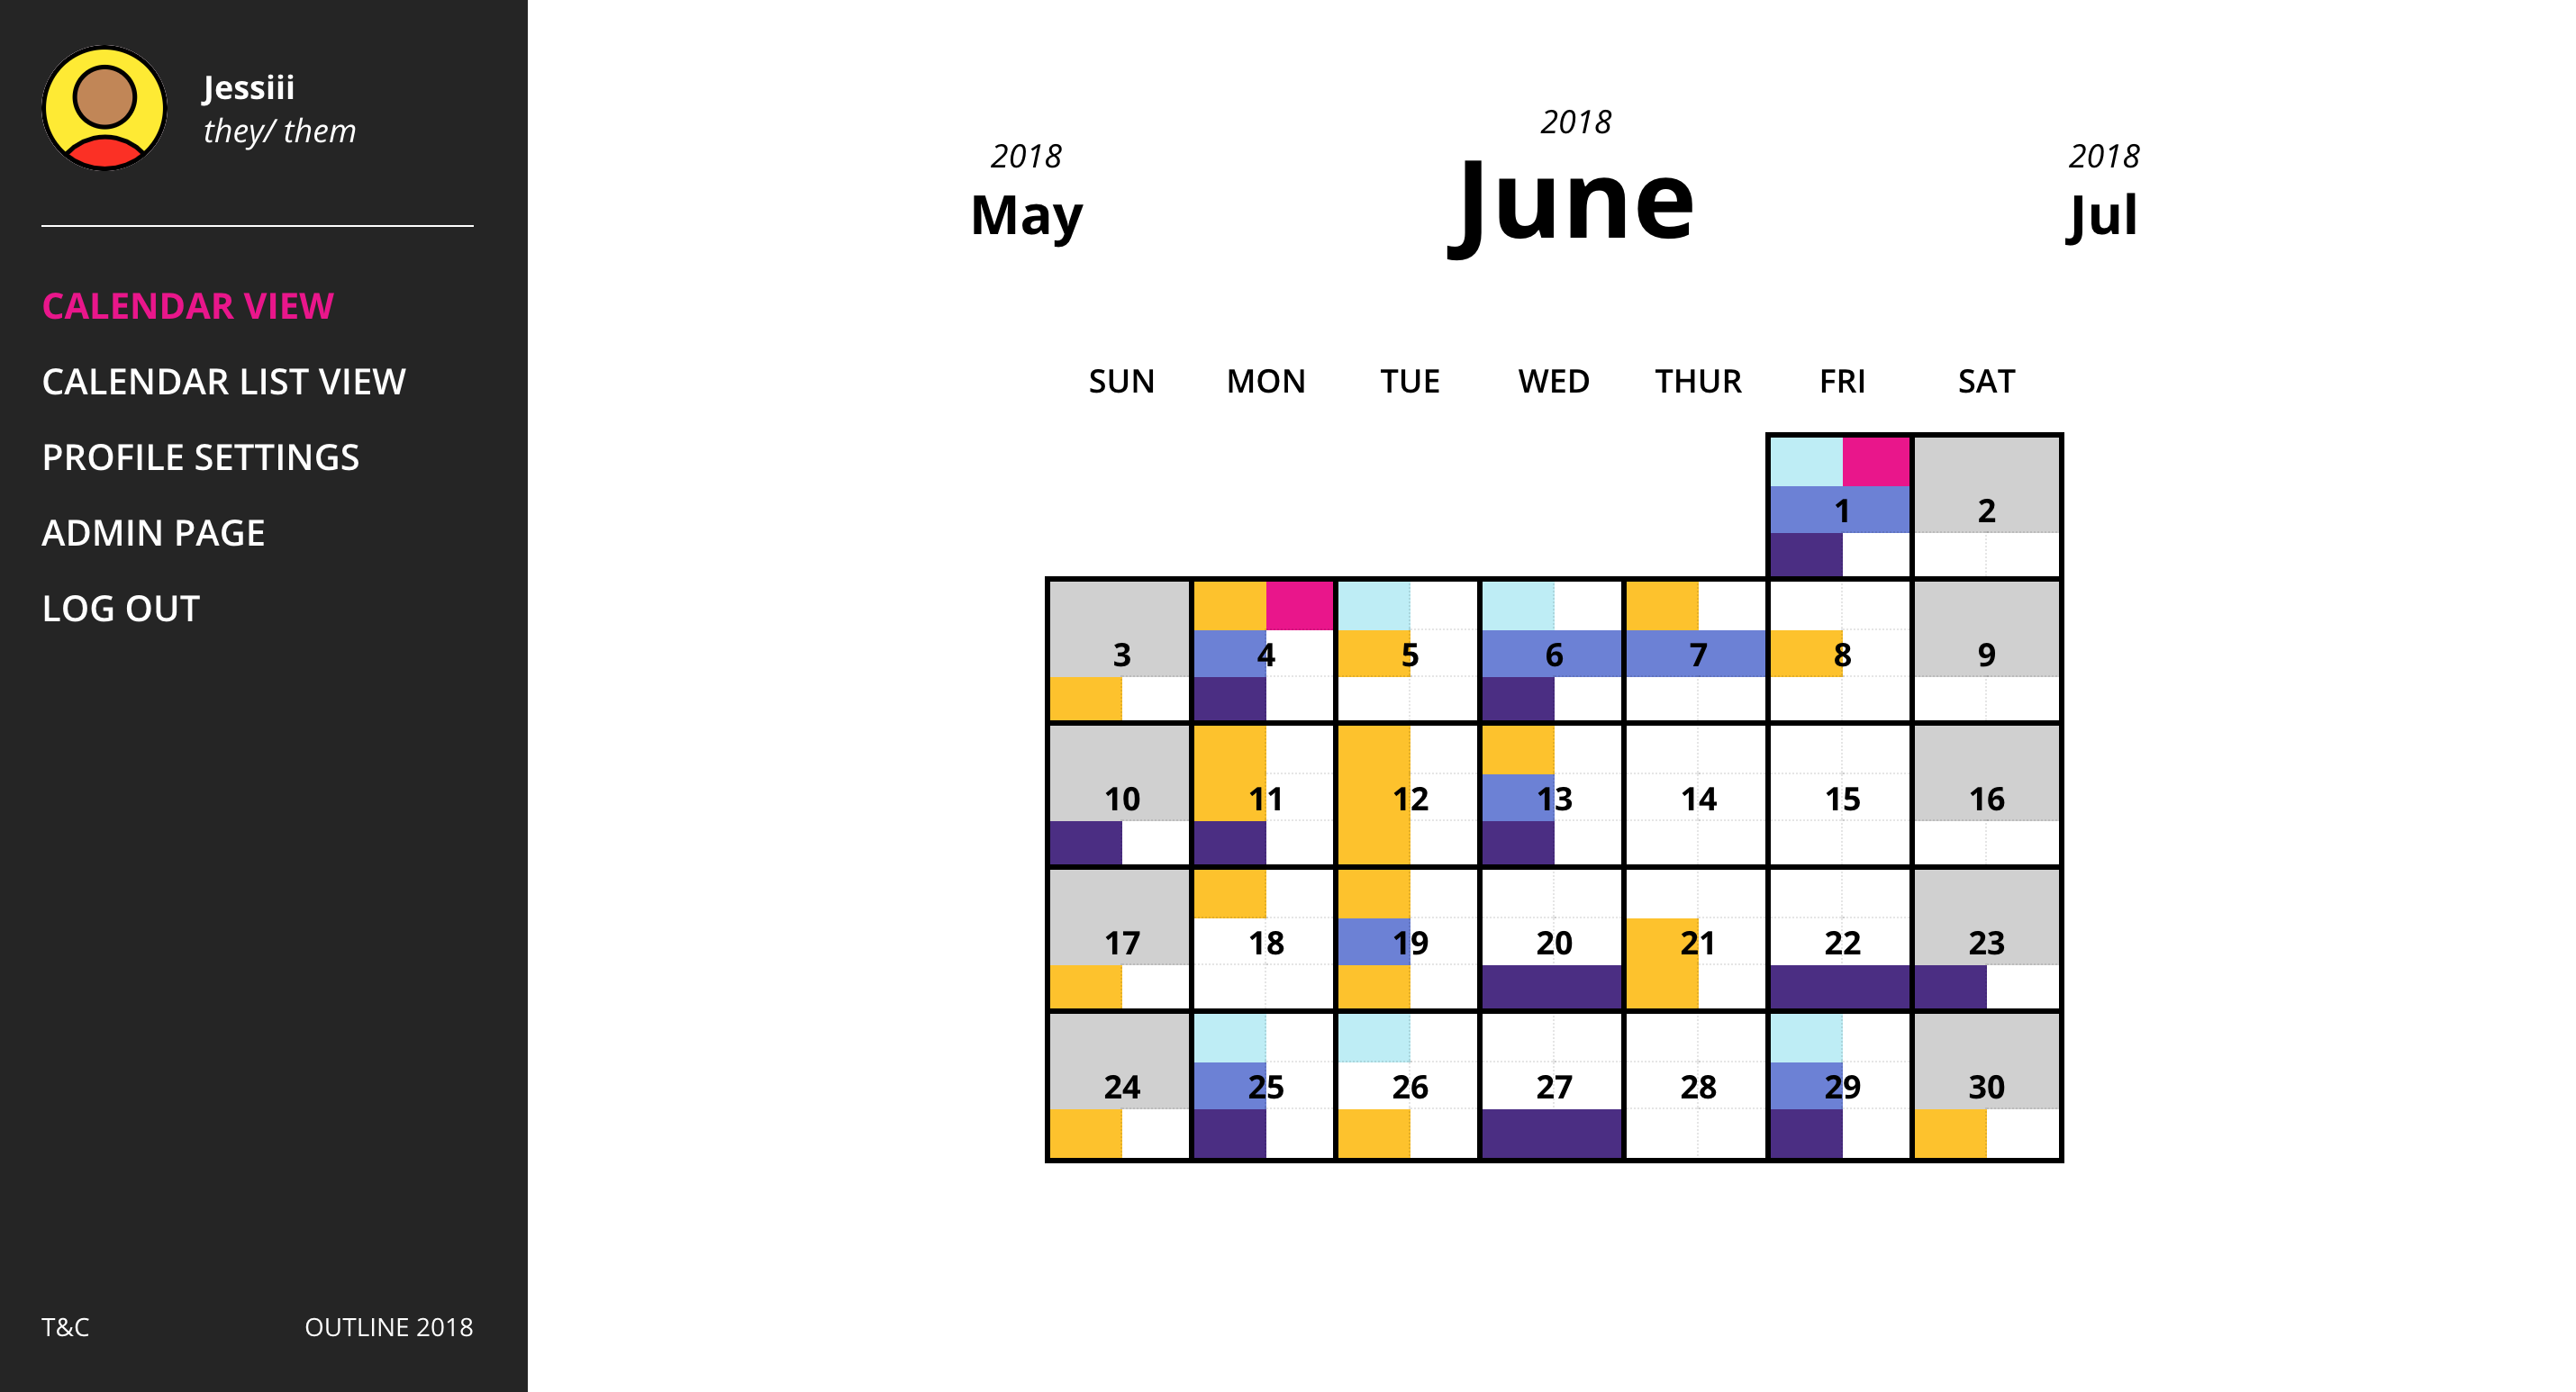 Jessiii
they/ them
CALENDAR VIEW
CALENDAR LIST VIEW
PROFILE SETTINGS
ADMIN PAGE
LOG OUT
T&C OUTLINE 2018
2018 2018 2018
May June Jul
SUN MON TUE WED THUR FRI SAT
1 2
3 4 5 6 7 8 9
10 11 12 13 14 15 16
17 18 19 20 21 22 23
24 25 26 27 28 29 30